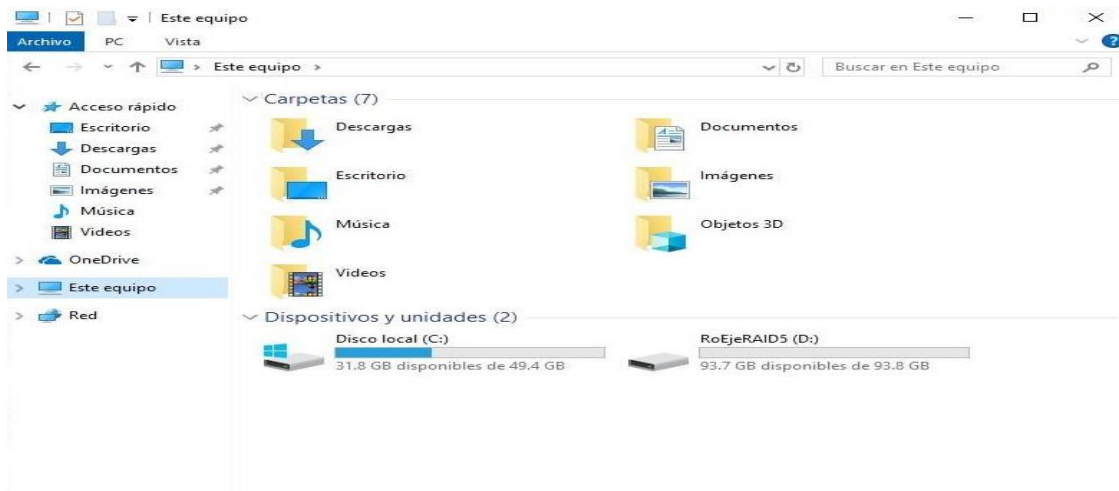 Este equipo
Archivo PC Vista
Este equipo
Buscar en Este equipo
Acceso rápido
Escritorio
Descargas
Documentos
Imágenes
Música
Videos
OneDrive
Este equipo
Red
Carpetas (7)
Descargas
Documentos
Escritorio
Imágenes
Música
Objetos 3D
Videos
Dispositivos y unidades (2)
Disco local (C:)
31.8 GB disponibles de 49.4 GB
RoEjeRAID5 (D:)
93.7 GB disponibles de 93.8 GB